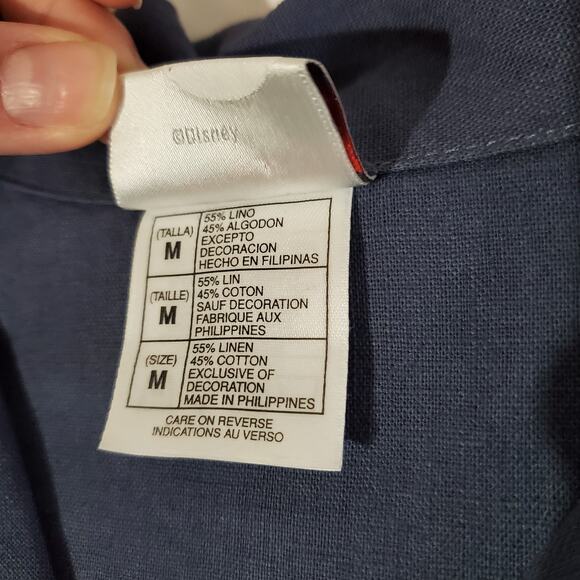 ©Disney
(TALLA)
M
55% LINO
45% ALGODON
EXCEPTO
DECORACION
HECHO EN FILIPINAS
(TAILLE)
M
55% LIN
45% COTON
SAUF DECORATION
FABRIQUE AUX
PHILIPPINES
(SIZE)
M
55% LINEN
45% COTTON
EXCLUSIVE OF
DECORATION
MADE IN PHILIPPINES
CARE ON REVERSE
INDICATIONS AU VERSO